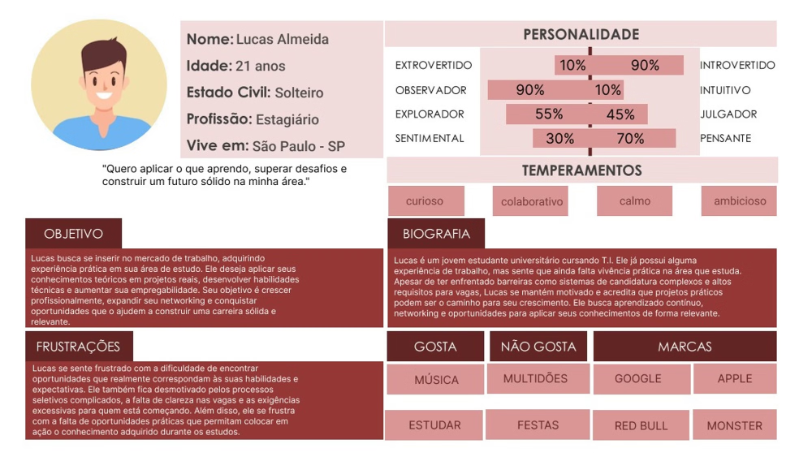 Nome: Lucas Almeida
Idade: 21 anos
Estado Civil: Solteiro
Profissão: Estagiário
Vive em: São Paulo - SP
"Quero aplicar o que aprendo, superar desafios e
construir um futuro sólido na minha área."
PERSONALIDADE
EXTROVERTIDO 10% 90% INTROVERTIDO
OBSERVADOR 90% 10% INTUITIVO
EXPLORADOR 55% 45% JULGADOR
SENTIMENTAL 30% 70% PENSANTE
TEMPERAMENTOS
curioso colaborativo calmo ambicioso
OBJETIVO
Lucas busca se inserir no mercado de trabalho, adquirindo
experiência prática em sua área de estudo. Ele deseja aplicar seus
conhecimentos teóricos em projetos reais, desenvolver habilidades
técnicas e aumentar sua empregabilidade. Seu objetivo é crescer
profissionalmente, expandir seu networking e conquistar
oportunidades que o ajudem a construir uma carreira sólida e
relevante.
BIOGRAFIA
Lucas é um jovem estudante universitário cursando T.I. Ele já possui alguma
experiência de trabalho, mas sente que ainda falta vivência prática na área que estuda.
Apesar de ter enfrentado barreiras como sistemas de candidatura complexos e altos
requisitos para vagas, Lucas se mantém motivado e acredita que projetos práticos
podem ser o caminho para seu crescimento. Ele busca aprendizado contínuo,
networking e oportunidades para aplicar seus conhecimentos de forma relevante.
FRUSTRAÇÕES
Lucas se sente frustrado com a dificuldade de encontrar
oportunidades que realmente correspondam às suas habilidades e
expectativas. Ele também fica desmotivado pelos processos
seletivos complicados, a falta de clareza nas vagas e as exigências
excessivas para quem está começando. Além disso, ele se frustra
com a falta de oportunidades práticas que permitam colocar em
ação o conhecimento adquirido durante os estudos.
GOSTA NÃO GOSTA MARCAS
MÚSICA MULTIDÕES GOOGLE APPLE
ESTUDAR FESTAS RED BULL MONSTER